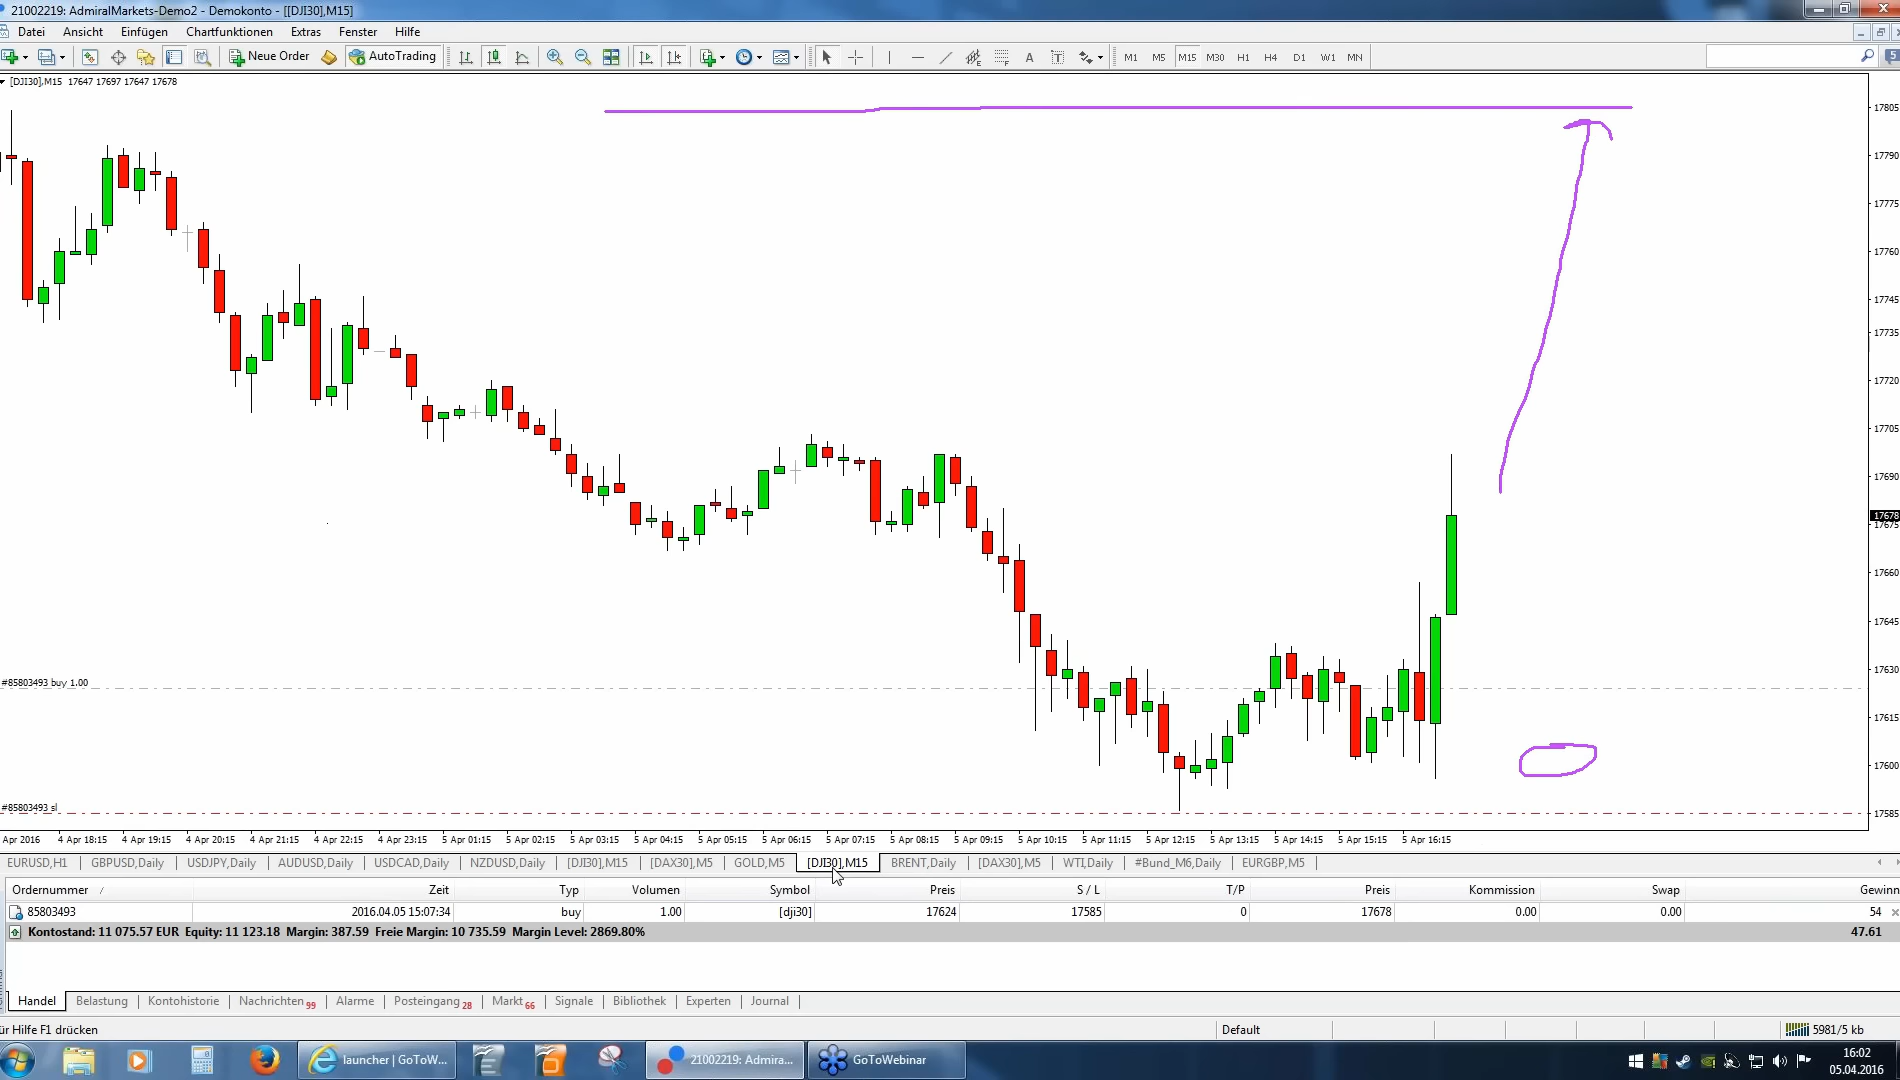 21002219: AdmiralMarkets-Demo2 - Demokonto - [[DJI30],M15]
Datei Ansicht Einfügen Chartfunktionen Extras Fenster Hilfe
Neue Order AutoTrading A T M1 M5 M15 M30 H1 H4 D1 W1 MN 5
[DJI30],M15 17647 17697 17647 17678
17805
17790
17775
17760
17745
17735
17720
17705
17690
17678
17675
17660
17645
17630
17615
17600
17585
#85803493 buy 1.00
#85803493 sl
Apr 2016 4 Apr 18:15 4 Apr 19:15 4 Apr 20:15 4 Apr 21:15 4 Apr 22:15 4 Apr 23:15 5 Apr 01:15 5 Apr 02:15 5 Apr 03:15 5 Apr 04:15 5 Apr 05:15 5 Apr 06:15 5 Apr 07:15 5 Apr 08:15 5 Apr 09:15 5 Apr 10:15 5 Apr 11:15 5 Apr 12:15 5 Apr 13:15 5 Apr 14:15 5 Apr 15:15 5 Apr 16:15
EURUSD,H1 GBPUSD,Daily USDJPY,Daily AUDUSD,Daily USDCAD,Daily NZDUSD,Daily [DJI30],M15 [DAX30],M5 GOLD,M5 [DJI30],M15 BRENT,Daily [DAX30],M5 WTI,Daily #Bund_M6,Daily EURGBP,M5
Ordernummer / Zeit Typ Volumen Symbol Preis S / L T/P Preis Kommission Swap Gewinn
85803493 2016.04.05 15:07:34 buy 1.00 [dji30] 17624 17585 0 17678 0.00 0.00 54
Kontostand: 11 075.57 EUR Equity: 11 123.18 Margin: 387.59 Freie Margin: 10 735.59 Margin Level: 2869.80% 47.61
Handel Belastung Kontohistorie Nachrichten 99 Alarme Posteingang 28 Markt 66 Signale Bibliothek Experten Journal
ür Hilfe F1 drücken Default 5981/5 kb
launcher | GoToW... 21002219: Admira... GoToWebinar 16:02
05.04.2016